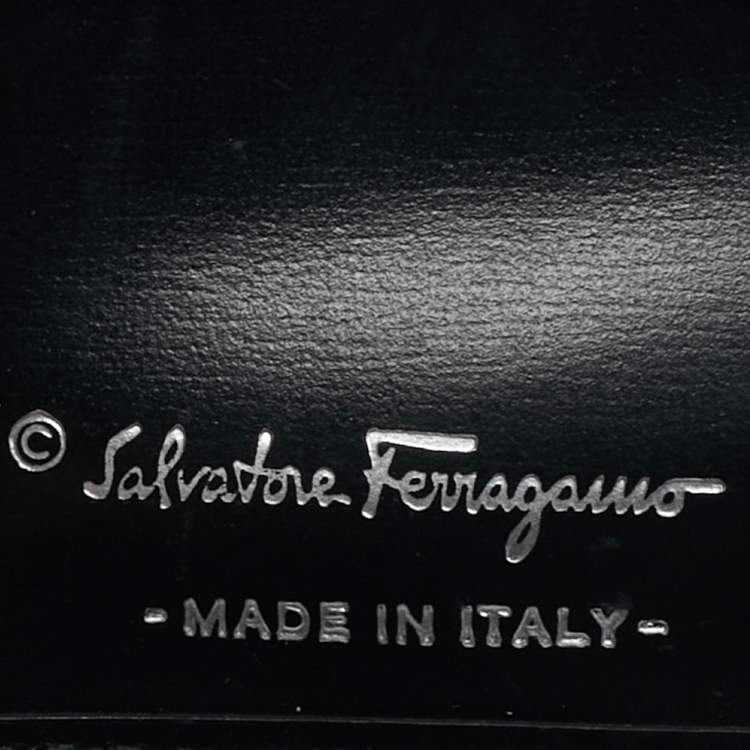 © Salvatore Ferragamo
- MADE IN ITALY -